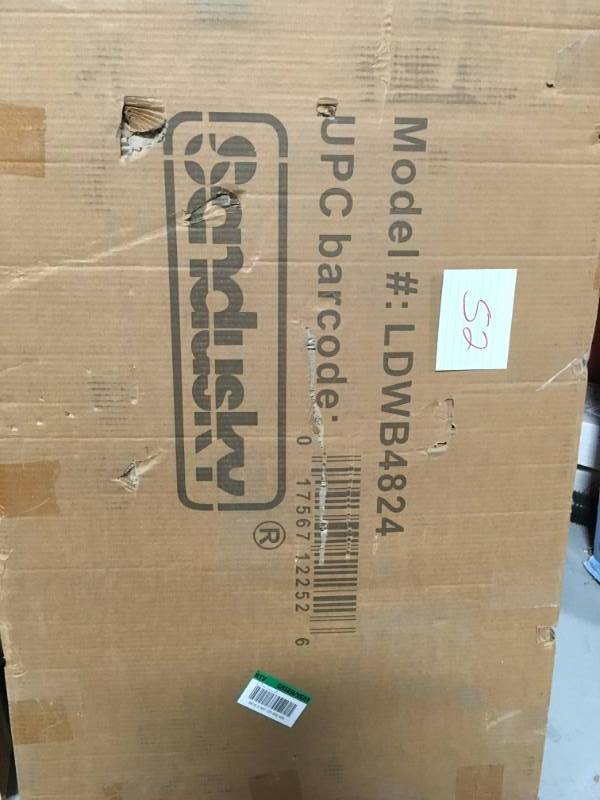 Model #: LDWB4824
UPC barcode:
0 17567 12252 6
Sandusky
®
52